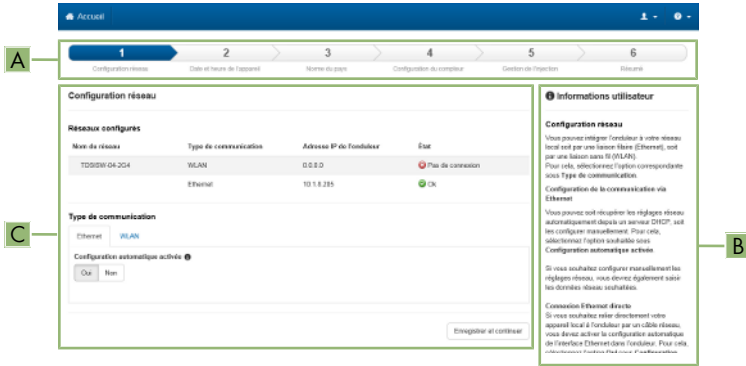 Accueil
A
1 2 3 4 5 6
Configuration réseau Date et heure de l'appareil Norme du pays Configuration du compteur Gestion de l'injection Résumé
Configuration réseau
Réseaux configurés
Nom du réseau Type de communication Adresse IP de l'onduleur État
WLAN 0.0.0.0 Pas de connexion
Ethernet 10.1.8.285 Ok
Type de communication
C
Ethernet WLAN
Configuration automatique activée
Oui Non
Enregistrer et continuer
Informations utilisateur
Configuration réseau
Vous pouvez intégrer l'onduleur à votre réseau
local soit par une liaison filaire (Ethernet), soit
par une liaison sans fil (WLAN).
Pour cela, sélectionnez l'option correspondante
sous Type de communication.
Configuration de la communication via
Ethernet
B
Vous pouvez soit récupérer les réglages réseau
automatiquement depuis un serveur DHCP, soit
les configurer manuellement. Pour cela,
sélectionnez l'option souhaitée sous
Configuration automatique activée.
Si vous souhaitez configurer manuellement les
réglages réseau, vous devrez également saisir
les données réseau souhaitées.
Connexion Ethernet directe
Si vous souhaitez relier directement votre
appareil local à l'onduleur par un câble réseau,
vous devez activer la configuration automatique
de l'interface Ethernet dans l'onduleur. Pour cela,
sélectionnez l'option Oui sous Configuration